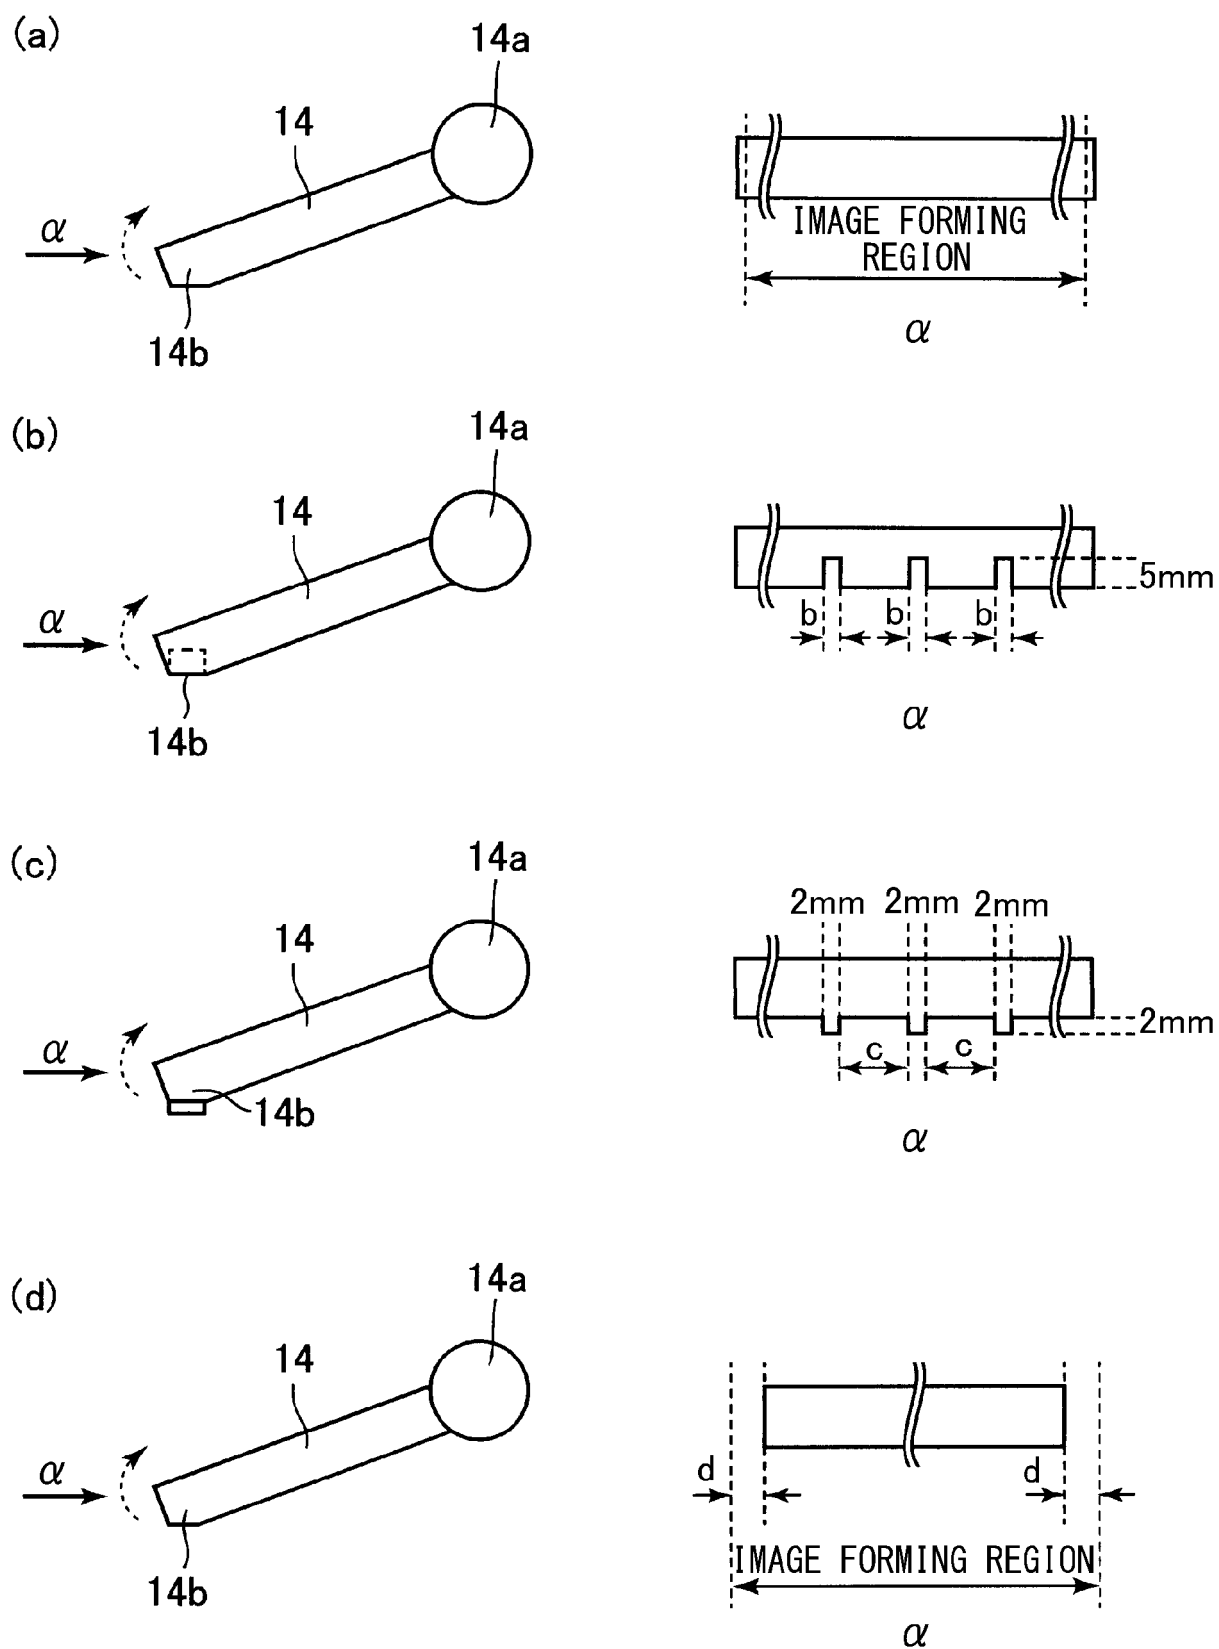 (a)
14a
14
α
14b
IMAGE FORMING
REGION
α
(b)
14a
14
α
14b
5mm
b b b
α
(c)
14a
14
α
14b
2mm 2mm 2mm
2mm
c c
α
(d)
14a
14
α
14b
d d
IMAGE FORMING REGION
α